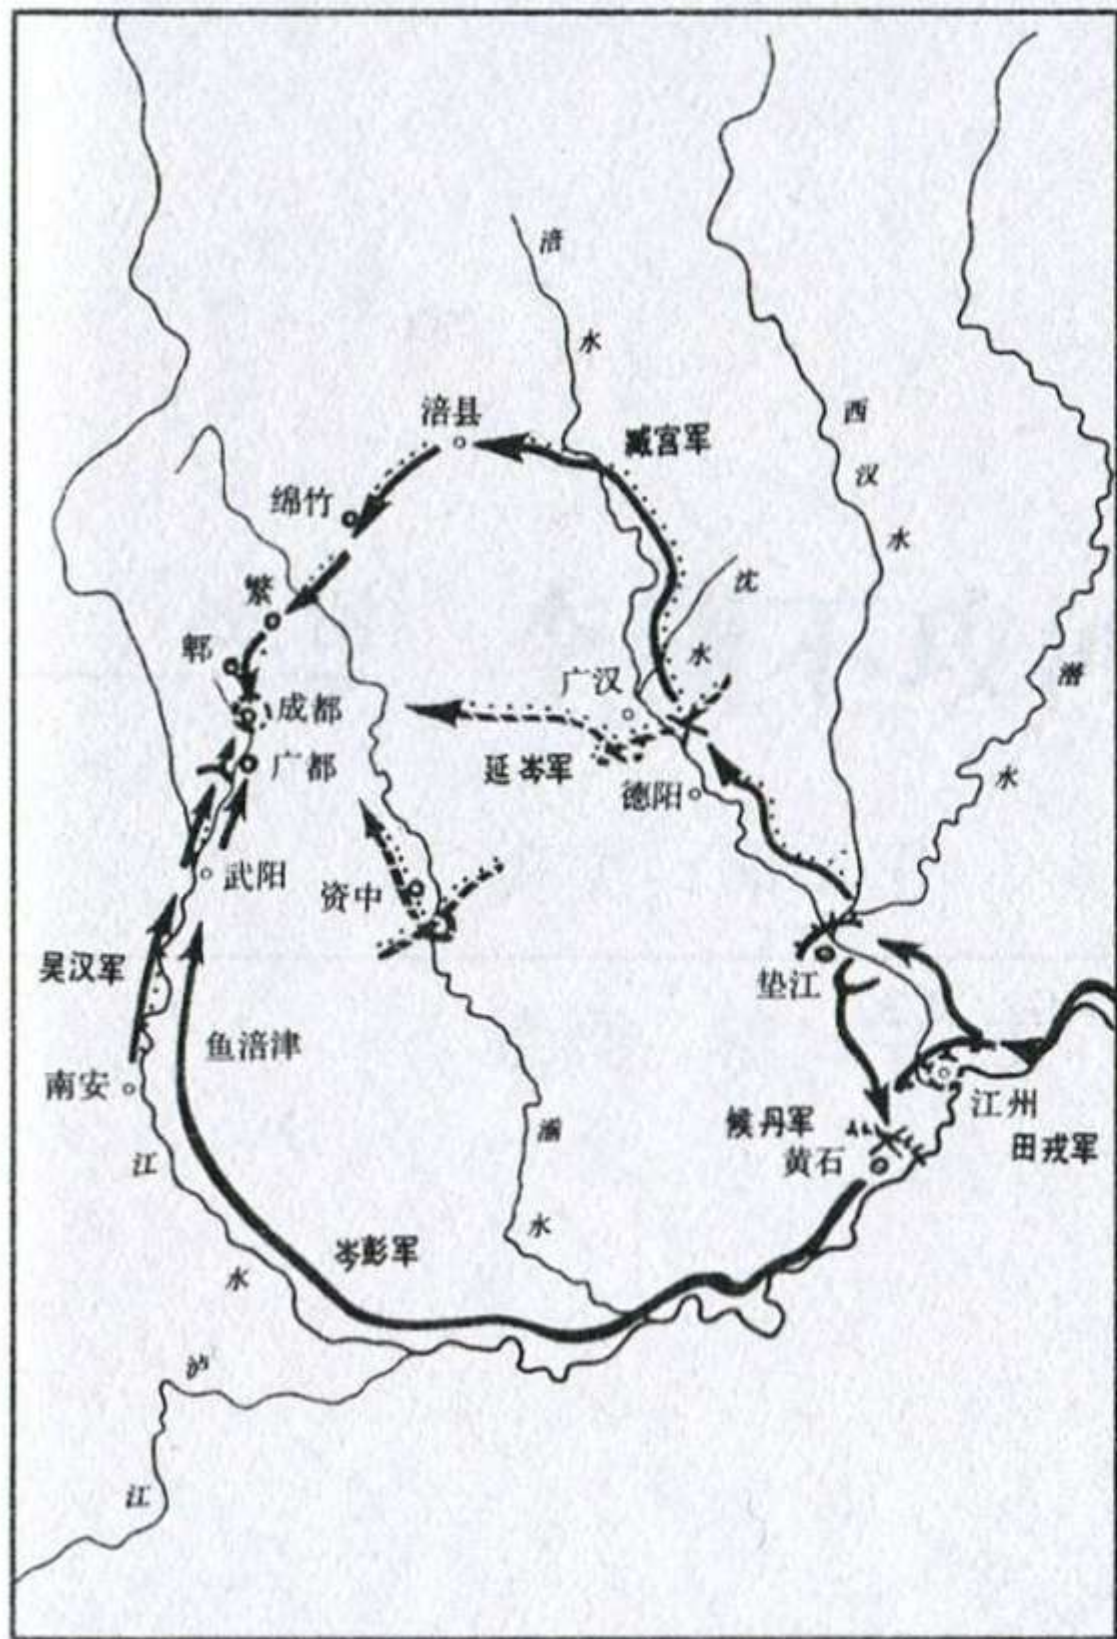 涪
水
涪县
臧宫军
西
汉
水
绵竹
繁
沈
水
郫
广汉
潜
水
成都
广都
延岑军
德阳
武阳
资中
吴汉军
垫江
鱼涪津
南安
江州
候丹军
黄石
田戎军
江
水
湔
水
岑彭军
泸
江